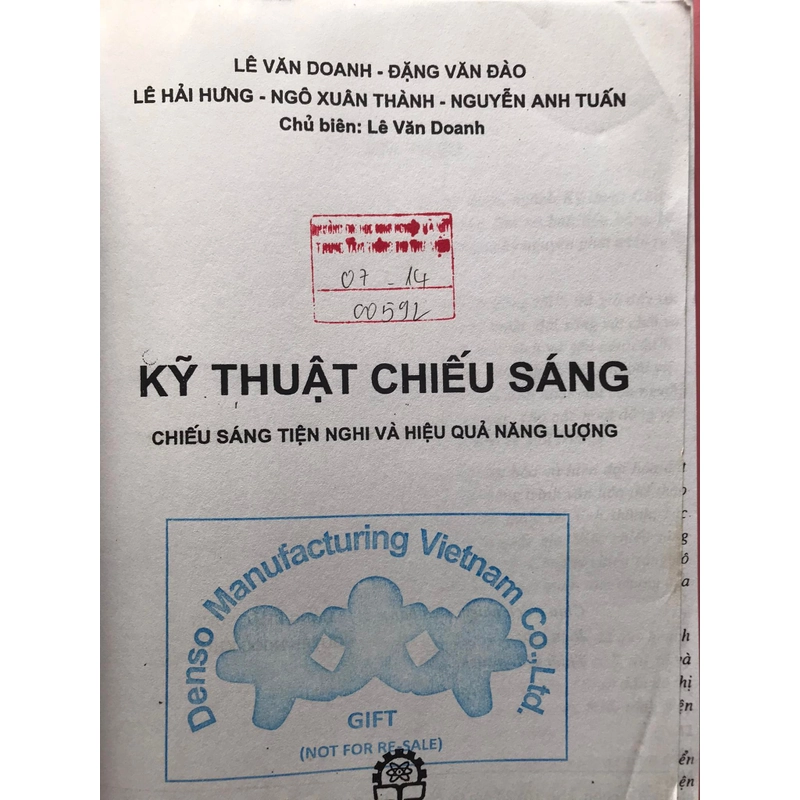 LÊ VĂN DOANH - ĐẶNG VĂN ĐÀO
LÊ HẢI HƯNG - NGÔ XUÂN THÀNH - NGUYỄN ANH TUẤN
Chủ biên: Lê Văn Doanh
07 - 14
00592
KỸ THUẬT CHIẾU SÁNG
CHIẾU SÁNG TIỆN NGHI VÀ HIỆU QUẢ NĂNG LƯỢNG
Denso Manufacturing Vietnam Co.,Ltd.
GIFT
(NOT FOR RE-SALE)